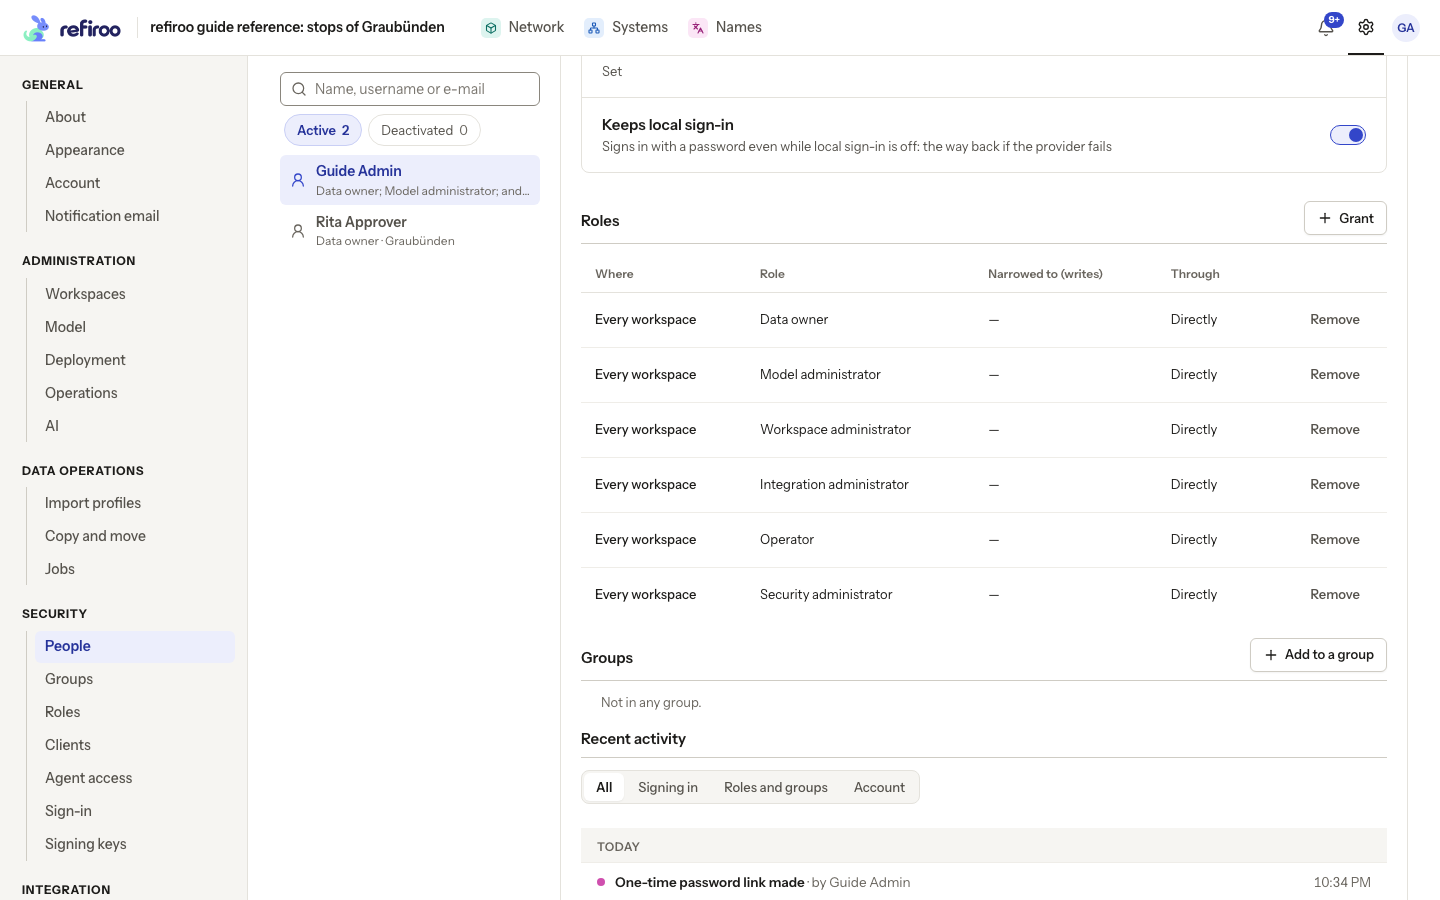 refiroo
refiroo guide reference: stops of Graubünden
Network
Systems
Names
9+
GA
GENERAL
About
Appearance
Account
Notification email
ADMINISTRATION
Workspaces
Model
Deployment
Operations
AI
DATA OPERATIONS
Import profiles
Copy and move
Jobs
SECURITY
People
Groups
Roles
Clients
Agent access
Sign-in
Signing keys
INTEGRATION
Name, username or e-mail
Active 2
Deactivated 0
Guide Admin
Data owner; Model administrator; and...
Rita Approver
Data owner · Graubünden
Set
Keeps local sign-in
Signs in with a password even while local sign-in is off: the way back if the provider fails
Roles
Grant
Where Role Narrowed to (writes) Through
Every workspace Data owner — Directly Remove
Every workspace Model administrator — Directly Remove
Every workspace Workspace administrator — Directly Remove
Every workspace Integration administrator — Directly Remove
Every workspace Operator — Directly Remove
Every workspace Security administrator — Directly Remove
Groups
Add to a group
Not in any group.
Recent activity
All
Signing in
Roles and groups
Account
TODAY
One-time password link made · by Guide Admin 10:34 PM